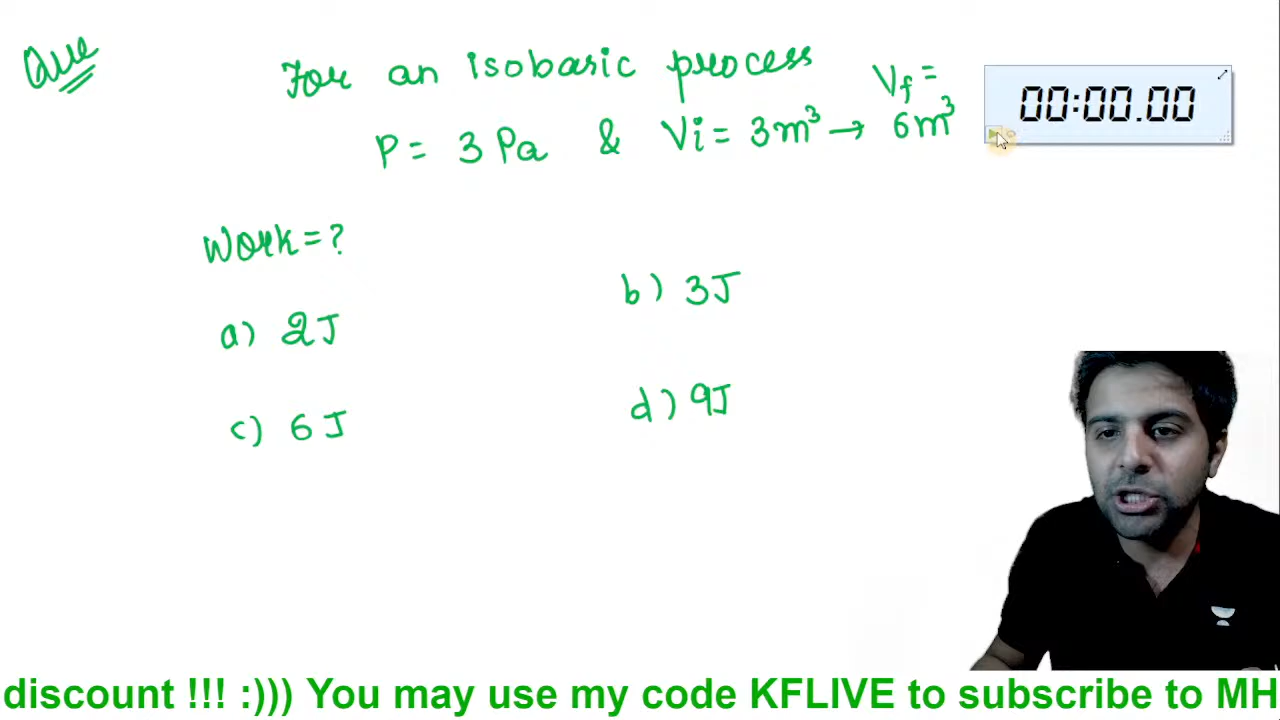 Que
For an isobaric process
P = 3 Pa & Vi = 3m³ → Vf = 6m³
00:00.00
Work = ?
a) 2J
b) 3J
c) 6J
d) 9J
discount !!! :))) You may use my code KFLIVE to subscribe to MH